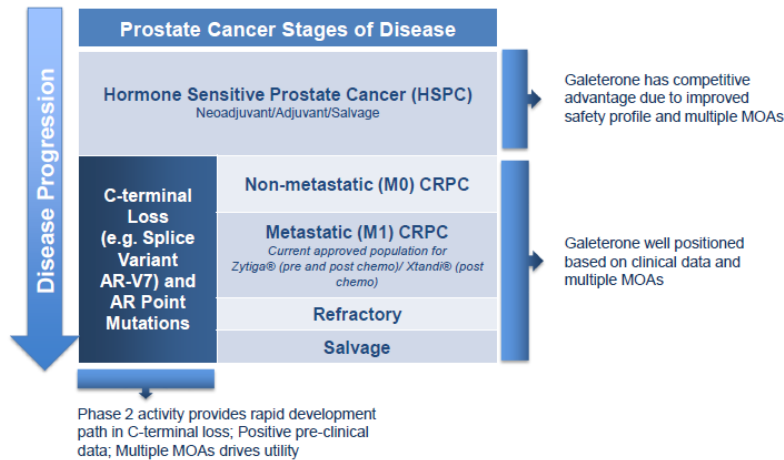 Prostate Cancer Stages of Disease
Disease Progression
Hormone Sensitive Prostate Cancer (HSPC)
Neoadjuvant/Adjuvant/Salvage
Galeterone has competitive
advantage due to improved
safety profile and multiple MOAs
C-terminal
Loss
(e.g. Splice
Variant
AR-V7) and
AR Point
Mutations
Non-metastatic (M0) CRPC
Metastatic (M1) CRPC
Current approved population for
Zytiga® (pre and post chemo)/ Xtandi® (post
chemo)
Refractory
Salvage
Galeterone well positioned
based on clinical data and
multiple MOAs
Phase 2 activity provides rapid development
path in C-terminal loss; Positive pre-clinical
data; Multiple MOAs drives utility